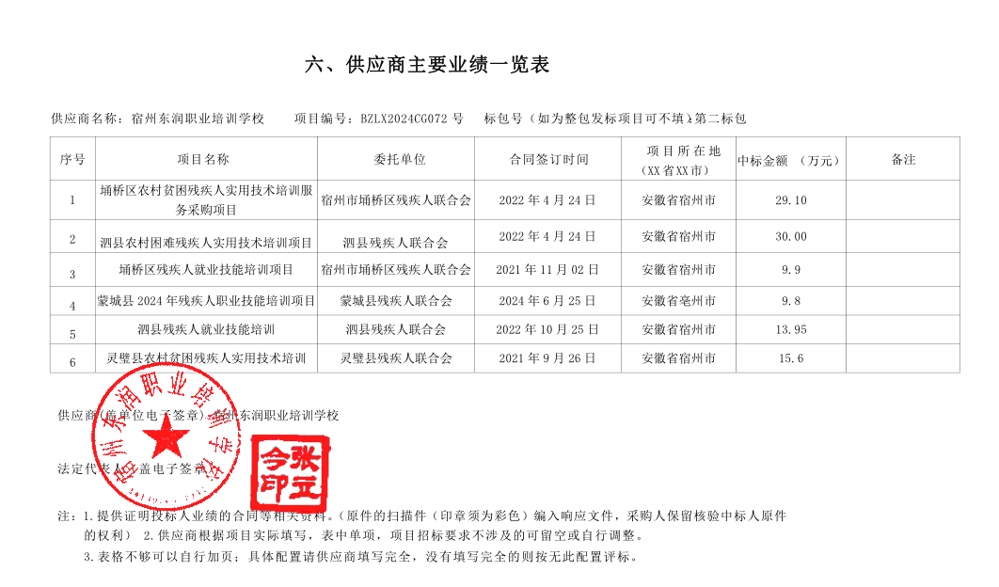 六、供应商主要业绩一览表
供应商名称：宿州东润职业培训学校 项目编号：BZLX2024CG072 号 标包号（如为整包发标项目可不填）：第二标包
序号 项目名称 委托单位 合同签订时间 项目所在地（XX省XX市） 中标金额 （万元） 备注
1 埇桥区农村贫困残疾人实用技术培训服务采购项目 宿州市埇桥区残疾人联合会 2022 年 4 月 24 日 安徽省宿州市 29.10
2 泗县农村困难残疾人实用技术培训项目 泗县残疾人联合会 2022 年 4 月 24 日 安徽省宿州市 30.00
3 埇桥区残疾人就业技能培训项目 宿州市埇桥区残疾人联合会 2021 年 11 月 02 日 安徽省宿州市 9.9
4 蒙城县 2024 年残疾人职业技能培训项目 蒙城县残疾人联合会 2024 年 6 月 25 日 安徽省亳州市 9.8
5 泗县残疾人就业技能培训 泗县残疾人联合会 2022 年 10 月 25 日 安徽省宿州市 13.95
6 灵璧县农村贫困残疾人实用技术培训 灵璧县残疾人联合会 2021 年 9 月 26 日 安徽省宿州市 15.6
供应商(盖单位电子签章)：宿州东润职业培训学校
宿州东润职业培训学校
法定代表人（盖电子签章）
张立
今印
注：1.提供证明投标人业绩的合同等相关资料。（原件的扫描件（印章须为彩色）编入响应文件，采购人保留核验中标人原件
的权利） 2.供应商根据项目实际填写，表中单项，项目招标要求不涉及的可留空或自行调整。
3.表格不够可以自行加页；具体配置请供应商填写完全，没有填写完全的则按无此配置评标。